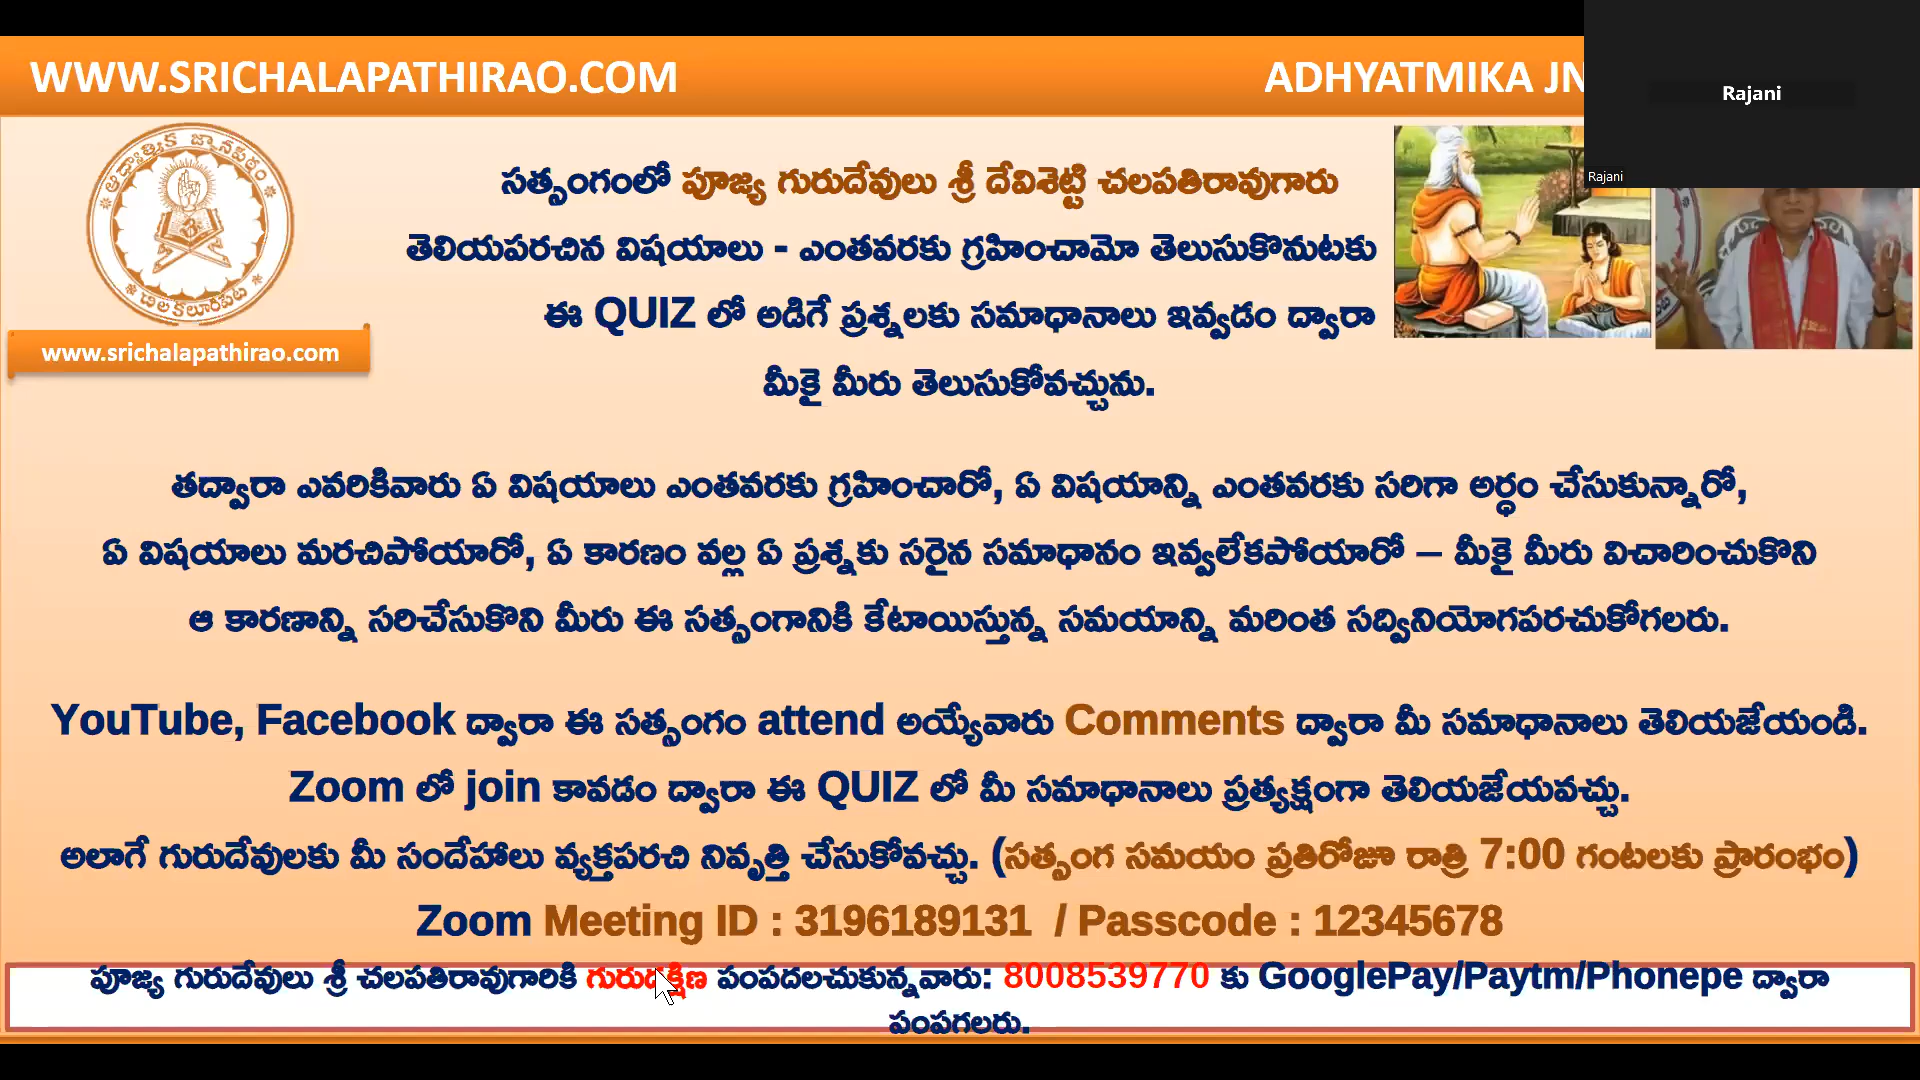 WWW.SRICHALAPATHIRAO.COM
ADHYATMIKA JN
Rajani
Rajani
ఆధ్యాత్మిక జ్ఞానపథం
చిలకలూరిపేట
www.srichalapathirao.com
సత్సంగంలో పూజ్య గురుదేవులు శ్రీ దేవిశెట్టి చలపతిరావుగారు
తెలియపరచిన విషయాలు - ఎంతవరకు గ్రహించామో తెలుసుకొనుటకు
ఈ QUIZ లో అడిగే ప్రశ్నలకు సమాధానాలు ఇవ్వడం ద్వారా
మీకై మీరు తెలుసుకోవచ్చును.
తద్వారా ఎవరికివారు ఏ విషయాలు ఎంతవరకు గ్రహించారో, ఏ విషయాన్ని ఎంతవరకు సరిగా అర్ధం చేసుకున్నారో,
ఏ విషయాలు మరచిపోయారో, ఏ కారణం వల్ల ఏ ప్రశ్నకు సరైన సమాధానం ఇవ్వలేకపోయారో – మీకై మీరు విచారించుకొని
ఆ కారణాన్ని సరిచేసుకొని మీరు ఈ సత్సంగానికి కేటాయిస్తున్న సమయాన్ని మరింత సద్వినియోగపరచుకోగలరు.
YouTube, Facebook ద్వారా ఈ సత్సంగం attend అయ్యేవారు Comments ద్వారా మీ సమాధానాలు తెలియజేయండి.
Zoom లో join కావడం ద్వారా ఈ QUIZ లో మీ సమాధానాలు ప్రత్యక్షంగా తెలియజేయవచ్చు.
అలాగే గురుదేవులకు మీ సందేహాలు వ్యక్తపరచి నివృత్తి చేసుకోవచ్చు. (సత్సంగ సమయం ప్రతిరోజూ రాత్రి 7:00 గంటలకు ప్రారంభం)
Zoom Meeting ID : 3196189131 / Passcode : 12345678
పూజ్య గురుదేవులు శ్రీ చలపతిరావుగారికి గురుదక్షిణ పంపదలచుకున్నవారు: 8008539770 కు GooglePay/Paytm/Phonepe ద్వారా
పంపగలరు.